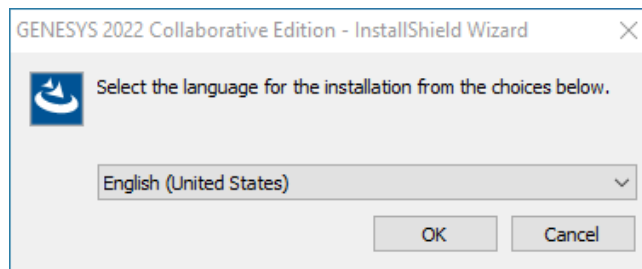 GENESYS 2022 Collaborative Edition - InstallShield Wizard
Select the language for the installation from the choices below.
English (United States)
OK
Cancel